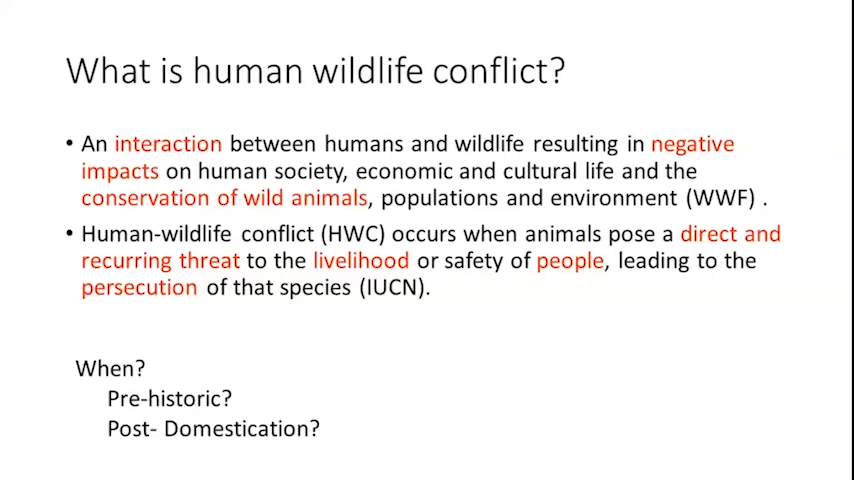 What is human wildlife conflict?
• An interaction between humans and wildlife resulting in negative
impacts on human society, economic and cultural life and the
conservation of wild animals, populations and environment (WWF) .
• Human-wildlife conflict (HWC) occurs when animals pose a direct and
recurring threat to the livelihood or safety of people, leading to the
persecution of that species (IUCN).
When?
Pre-historic?
Post- Domestication?